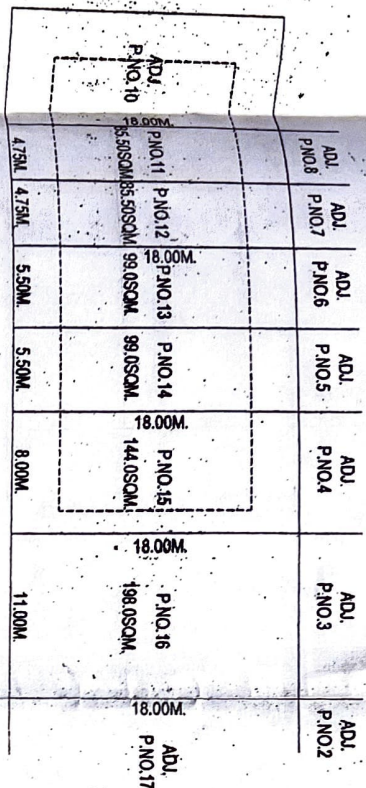 ADJ.
P.NO.8
ADJ.
P.NO.7
ADJ.
P.NO.6
ADJ.
P.NO.5
ADJ.
P.NO.4
ADJ.
P.NO.3
ADJ.
P.NO.2
ADJ.
P.NO.10
18.00M.
P.NO.11
85.50SQM.
4.75M.
P.NO.12
85.50SQM.
4.75M.
18.00M.
P.NO.13
99.0SQM.
5.50M.
P.NO.14
99.0SQM.
5.50M.
18.00M.
P.NO.15
144.0SQM.
8.00M.
18.00M.
P.NO.16
198.0SQM.
11.00M.
18.00M.
ADJ.
P.NO.17